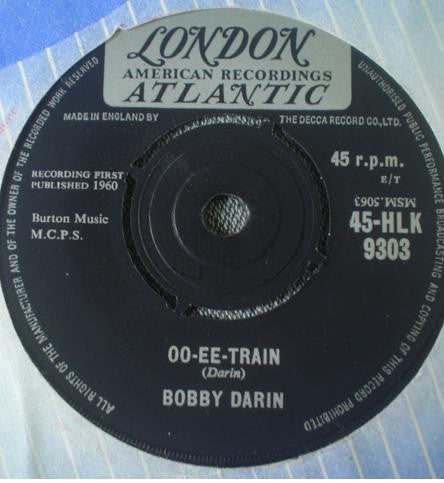 LONDON
AMERICAN RECORDINGS
ATLANTIC
MADE IN ENGLAND BY THE DECCA RECORD CO., LTD.
RECORDING FIRST
PUBLISHED 1960
Burton Music
M.C.P.S.
45 r.p.m.
E/T
MSM.5063
45-HLK
9303
OO-EE-TRAIN
(Darin)
BOBBY DARIN
ALL RIGHTS OF THE MANUFACTURER AND OF THE OWNER OF THE RECORDED WORK RESERVED
UNAUTHORISED PUBLIC PERFORMANCE BROADCASTING AND COPYING OF THIS RECORD PROHIBITED